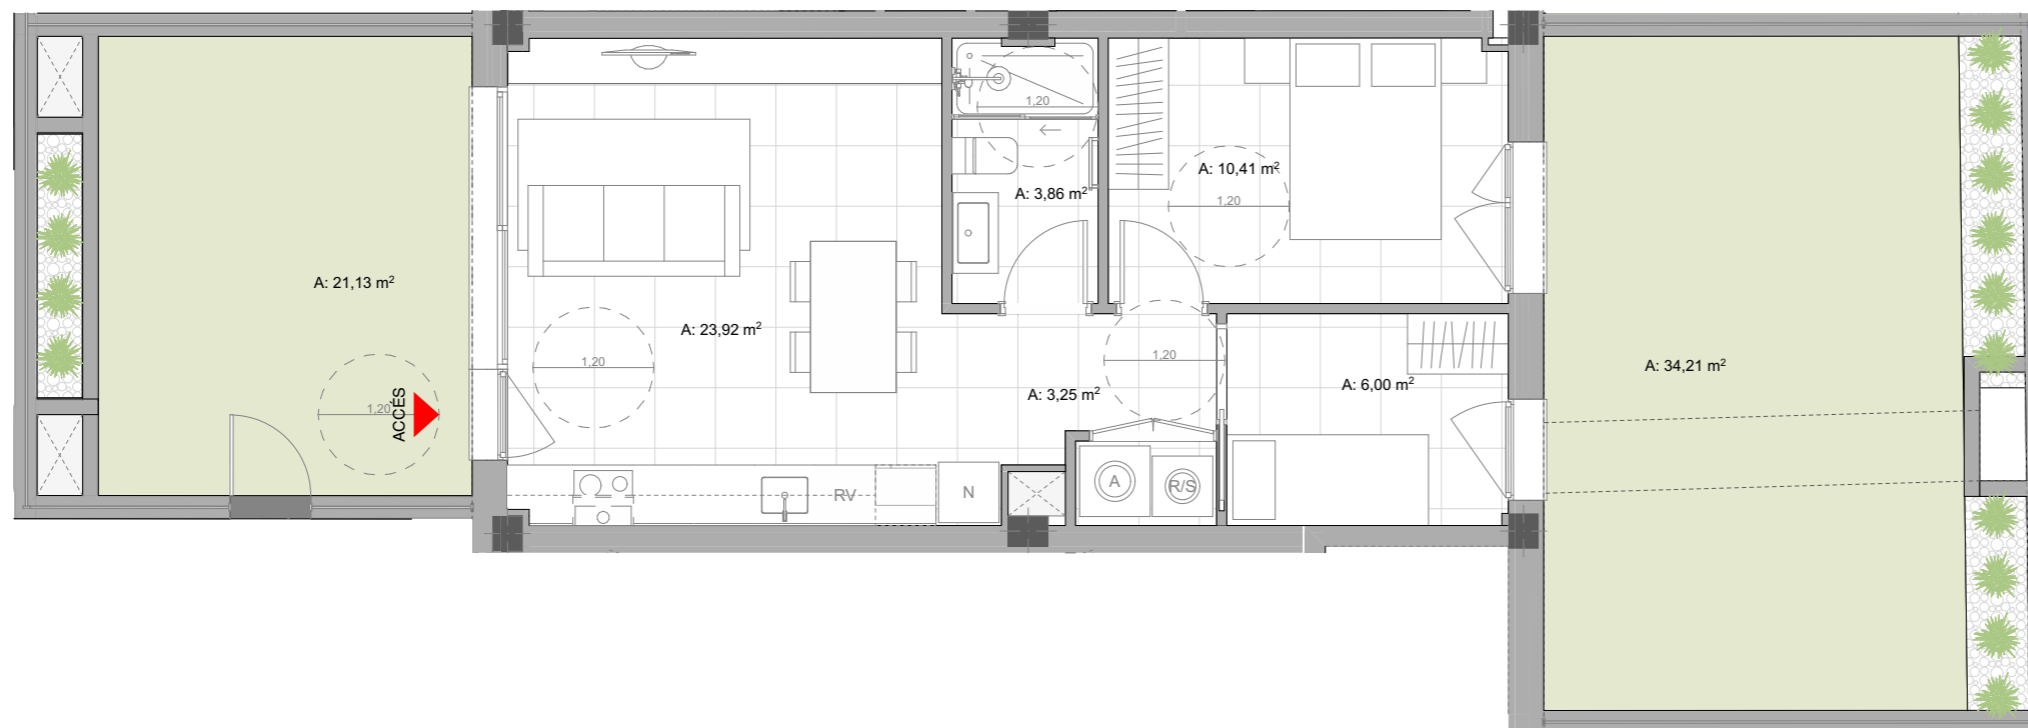 1,20
A: 10,41 m²
1,20
A: 3,86 m²
A: 21,13 m²
A: 23,92 m²
1,20
1,20
A: 3,25 m²
A: 6,00 m²
A: 34,21 m²
1,20
ACCÉS
RV
N
A
R/S